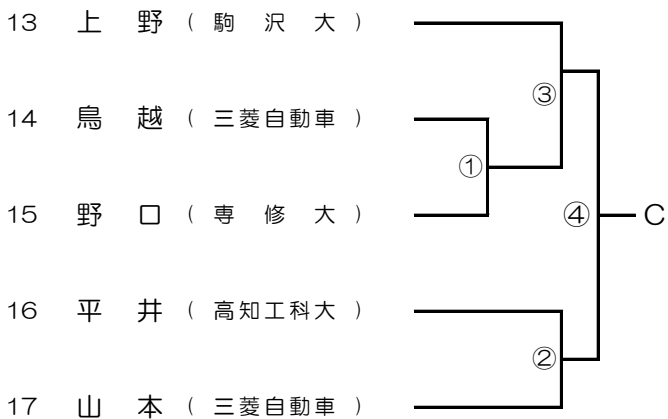 13 上野 ( 駒沢大 )
③
14 鳥越 ( 三菱自動車 )
①
15 野口 ( 専修大 ) ④ C
16 平井 ( 高知工科大 )
②
17 山本 ( 三菱自動車 )